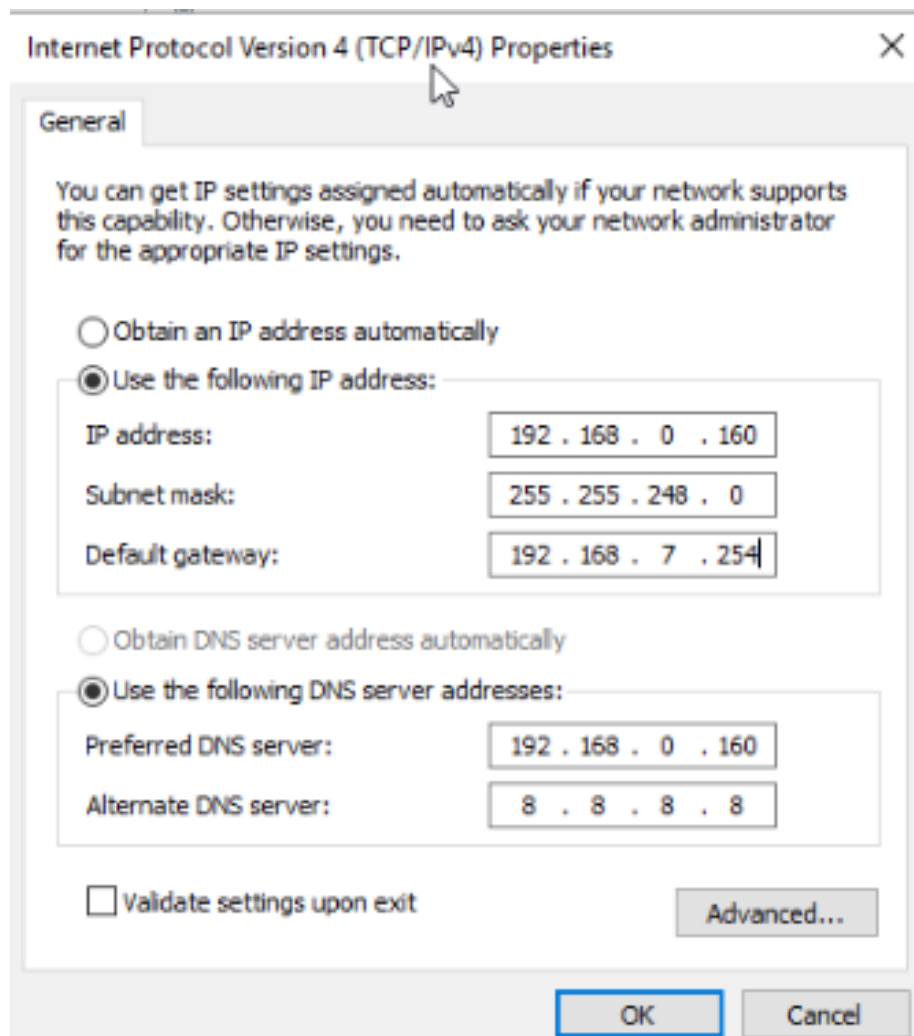 Internet Protocol Version 4 (TCP/IPv4) Properties
General
You can get IP settings assigned automatically if your network supports
this capability. Otherwise, you need to ask your network administrator
for the appropriate IP settings.
Obtain an IP address automatically
Use the following IP address:
IP address: 192 . 168 . 0 . 160
Subnet mask: 255 . 255 . 248 . 0
Default gateway: 192 . 168 . 7 . 254
Obtain DNS server address automatically
Use the following DNS server addresses:
Preferred DNS server: 192 . 168 . 0 . 160
Alternate DNS server: 8 . 8 . 8 . 8
Validate settings upon exit
Advanced...
OK Cancel